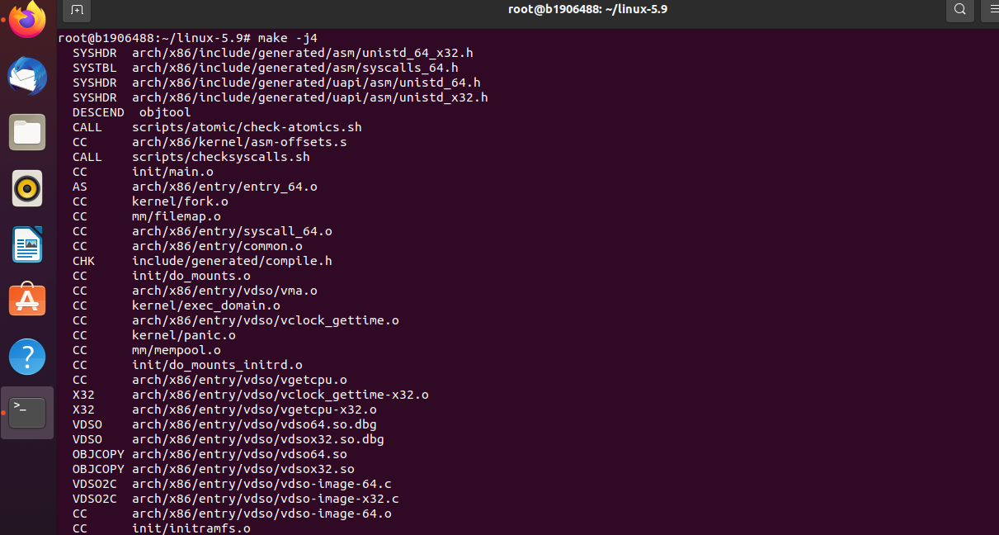 root@b1906488: ~/linux-5.9
root@b1906488:~/linux-5.9# make -j4
SYSHDR arch/x86/include/generated/asm/unistd_64_x32.h
SYSTBL arch/x86/include/generated/asm/syscalls_64.h
SYSHDR arch/x86/include/generated/uapi/asm/unistd_64.h
SYSHDR arch/x86/include/generated/uapi/asm/unistd_x32.h
DESCEND objtool
CALL scripts/atomic/check-atomics.sh
CC arch/x86/kernel/asm-offsets.s
CALL scripts/checksyscalls.sh
CC init/main.o
AS arch/x86/entry/entry_64.o
CC kernel/fork.o
CC mm/filemap.o
CC arch/x86/entry/syscall_64.o
CC arch/x86/entry/common.o
CHK include/generated/compile.h
CC init/do_mounts.o
CC arch/x86/entry/vdso/vma.o
CC kernel/exec_domain.o
CC arch/x86/entry/vdso/vclock_gettime.o
CC kernel/panic.o
CC mm/mempool.o
CC init/do_mounts_initrd.o
CC arch/x86/entry/vdso/vgetcpu.o
X32 arch/x86/entry/vdso/vclock_gettime-x32.o
X32 arch/x86/entry/vdso/vgetcpu-x32.o
VDSO arch/x86/entry/vdso/vdso64.so.dbg
VDSO arch/x86/entry/vdso/vdsox32.so.dbg
OBJCOPY arch/x86/entry/vdso/vdso64.so
OBJCOPY arch/x86/entry/vdso/vdsox32.so
VDSO2C arch/x86/entry/vdso/vdso-image-64.c
VDSO2C arch/x86/entry/vdso/vdso-image-x32.c
CC arch/x86/entry/vdso/vdso-image-64.o
CC init/initramfs.o